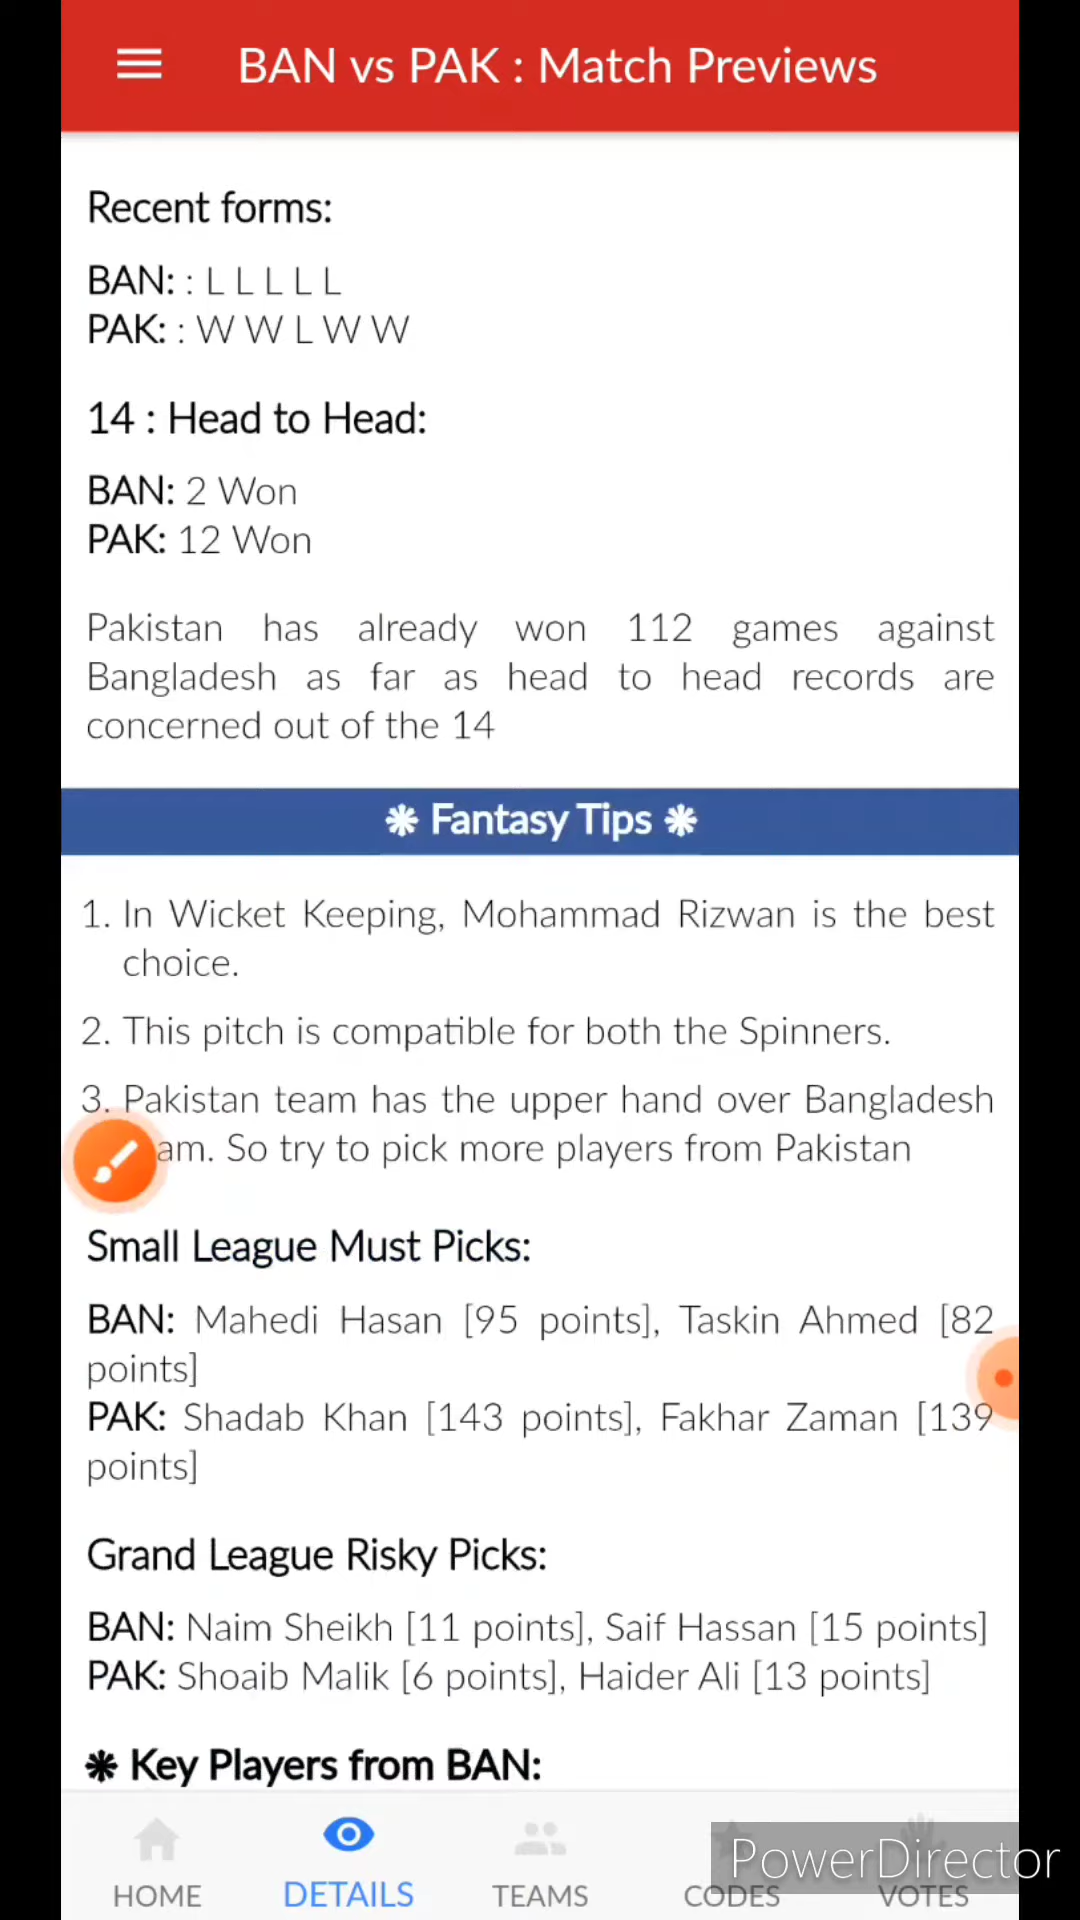 BAN vs PAK : Match Previews
Recent forms:
BAN: : L L L L L
PAK: : W W L W W
14 : Head to Head:
BAN: 2 Won
PAK: 12 Won
Pakistan has already won 112 games against
Bangladesh as far as head to head records are
concerned out of the 14
❋ Fantasy Tips ❋
1. In Wicket Keeping, Mohammad Rizwan is the best
choice.
2. This pitch is compatible for both the Spinners.
3. Pakistan team has the upper hand over Bangladesh
am. So try to pick more players from Pakistan
Small League Must Picks:
BAN: Mahedi Hasan [95 points], Taskin Ahmed [82
points]
PAK: Shadab Khan [143 points], Fakhar Zaman [139
points]
Grand League Risky Picks:
BAN: Naim Sheikh [11 points], Saif Hassan [15 points]
PAK: Shoaib Malik [6 points], Haider Ali [13 points]
❋ Key Players from BAN:
PowerDirector
HOME DETAILS TEAMS CODES VOTES